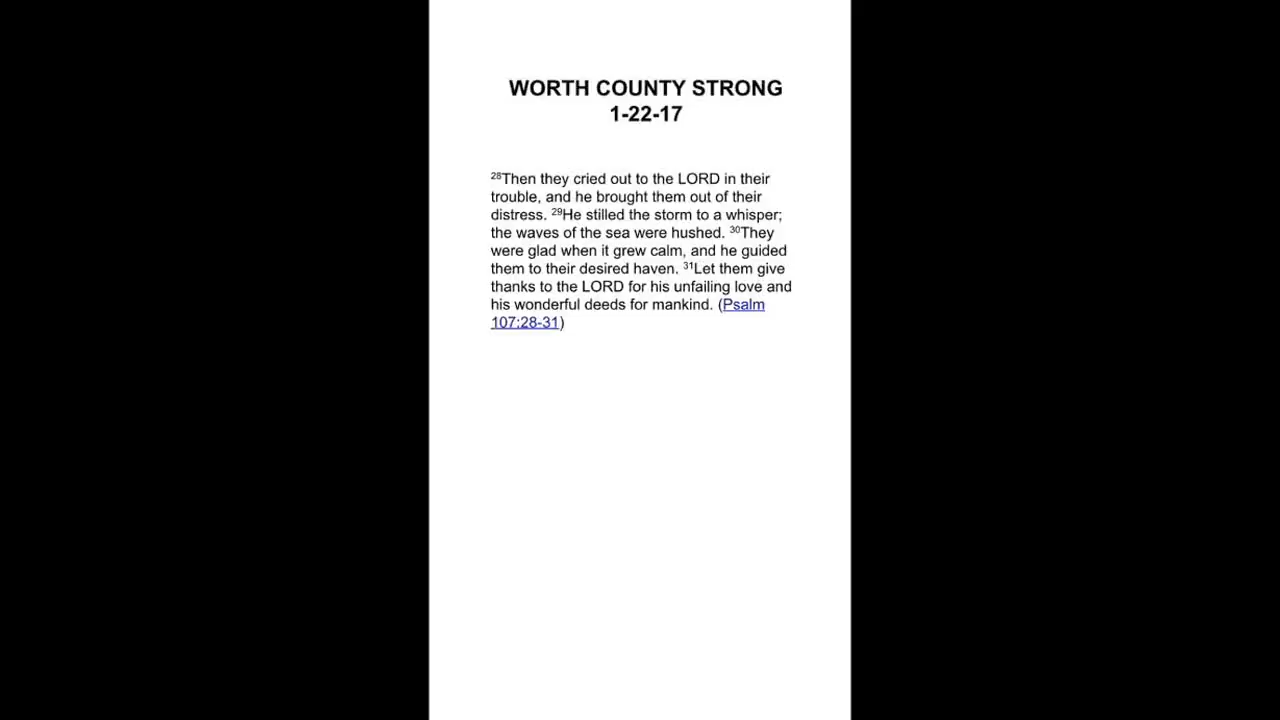 WORTH COUNTY STRONG
1-22-17
28Then they cried out to the LORD in their
trouble, and he brought them out of their
distress. 29He stilled the storm to a whisper;
the waves of the sea were hushed. 30They
were glad when it grew calm, and he guided
them to their desired haven. 31Let them give
thanks to the LORD for his unfailing love and
his wonderful deeds for mankind. (Psalm
107:28-31)